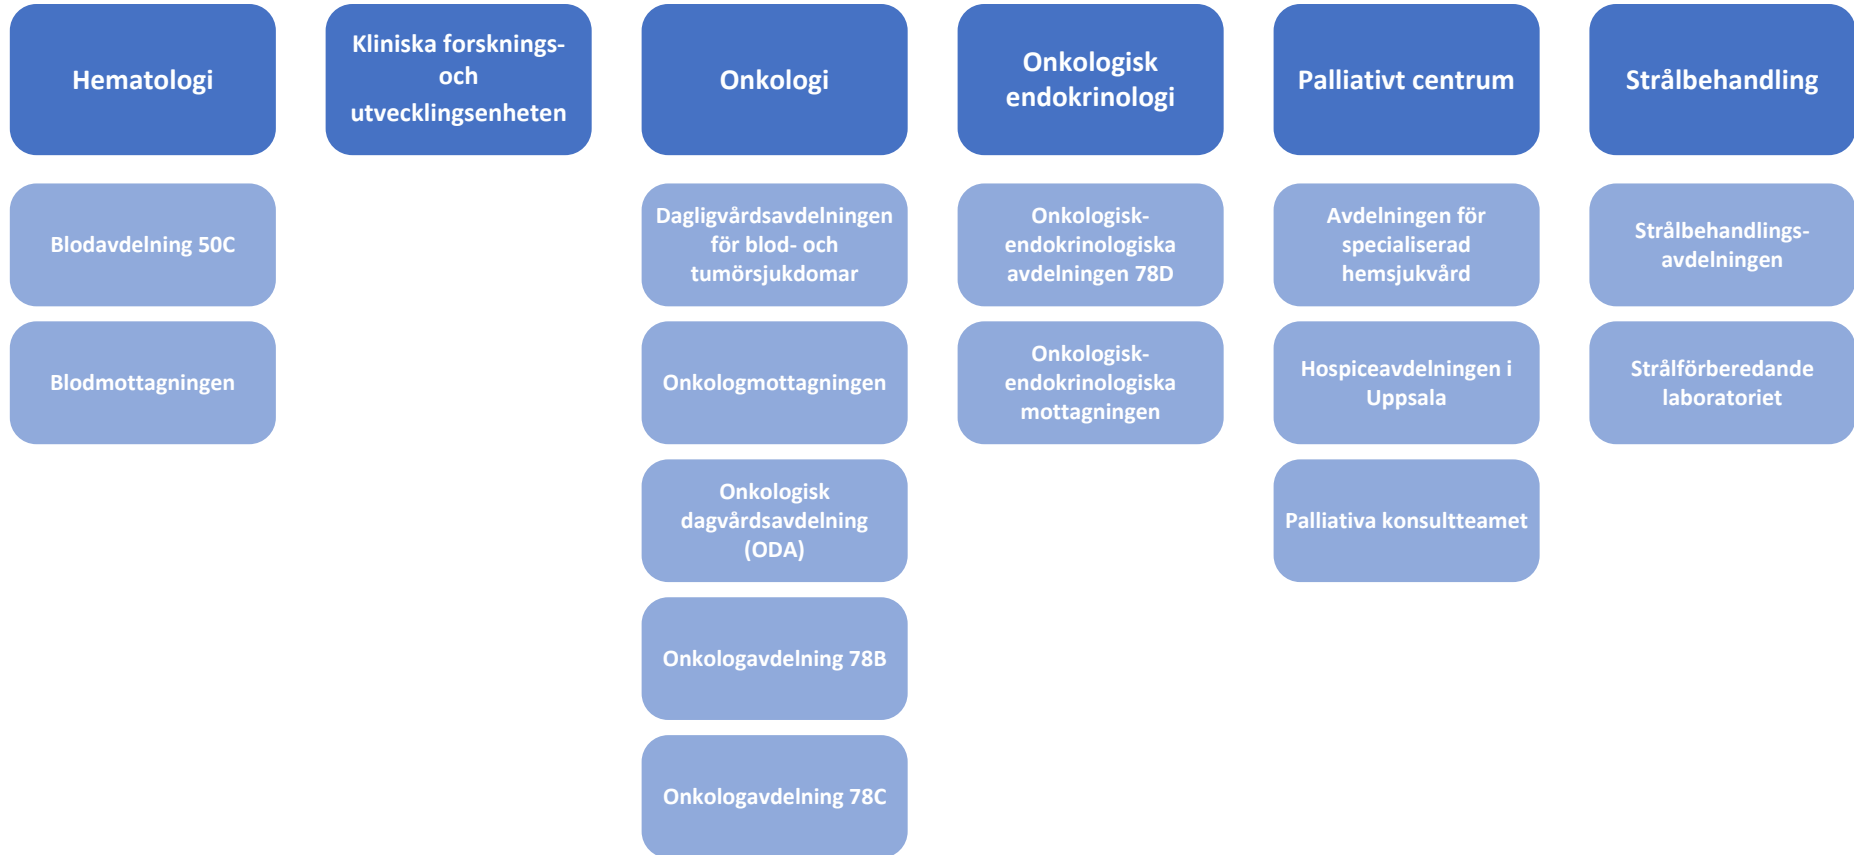 Hematologi
Kliniska forsknings-
och
utvecklingsenheten
Onkologi
Onkologisk
endokrinologi
Palliativt centrum
Strålbehandling
Blodavdelning 50C
Dagligvårdsavdelningen
för blod- och
tumörsjukdomar
Onkologisk-
endokrinologiska
avdelningen 78D
Avdelningen för
specialiserad
hemsjukvård
Strålbehandlings-
avdelningen
Blodmottagningen
Onkologmottagningen
Onkologisk-
endokrinologiska
mottagningen
Hospiceavdelningen i
Uppsala
Strålförberedande
laboratoriet
Onkologisk
dagvårdsavdelning
(ODA)
Palliativa konsultteamet
Onkologavdelning 78B
Onkologavdelning 78C